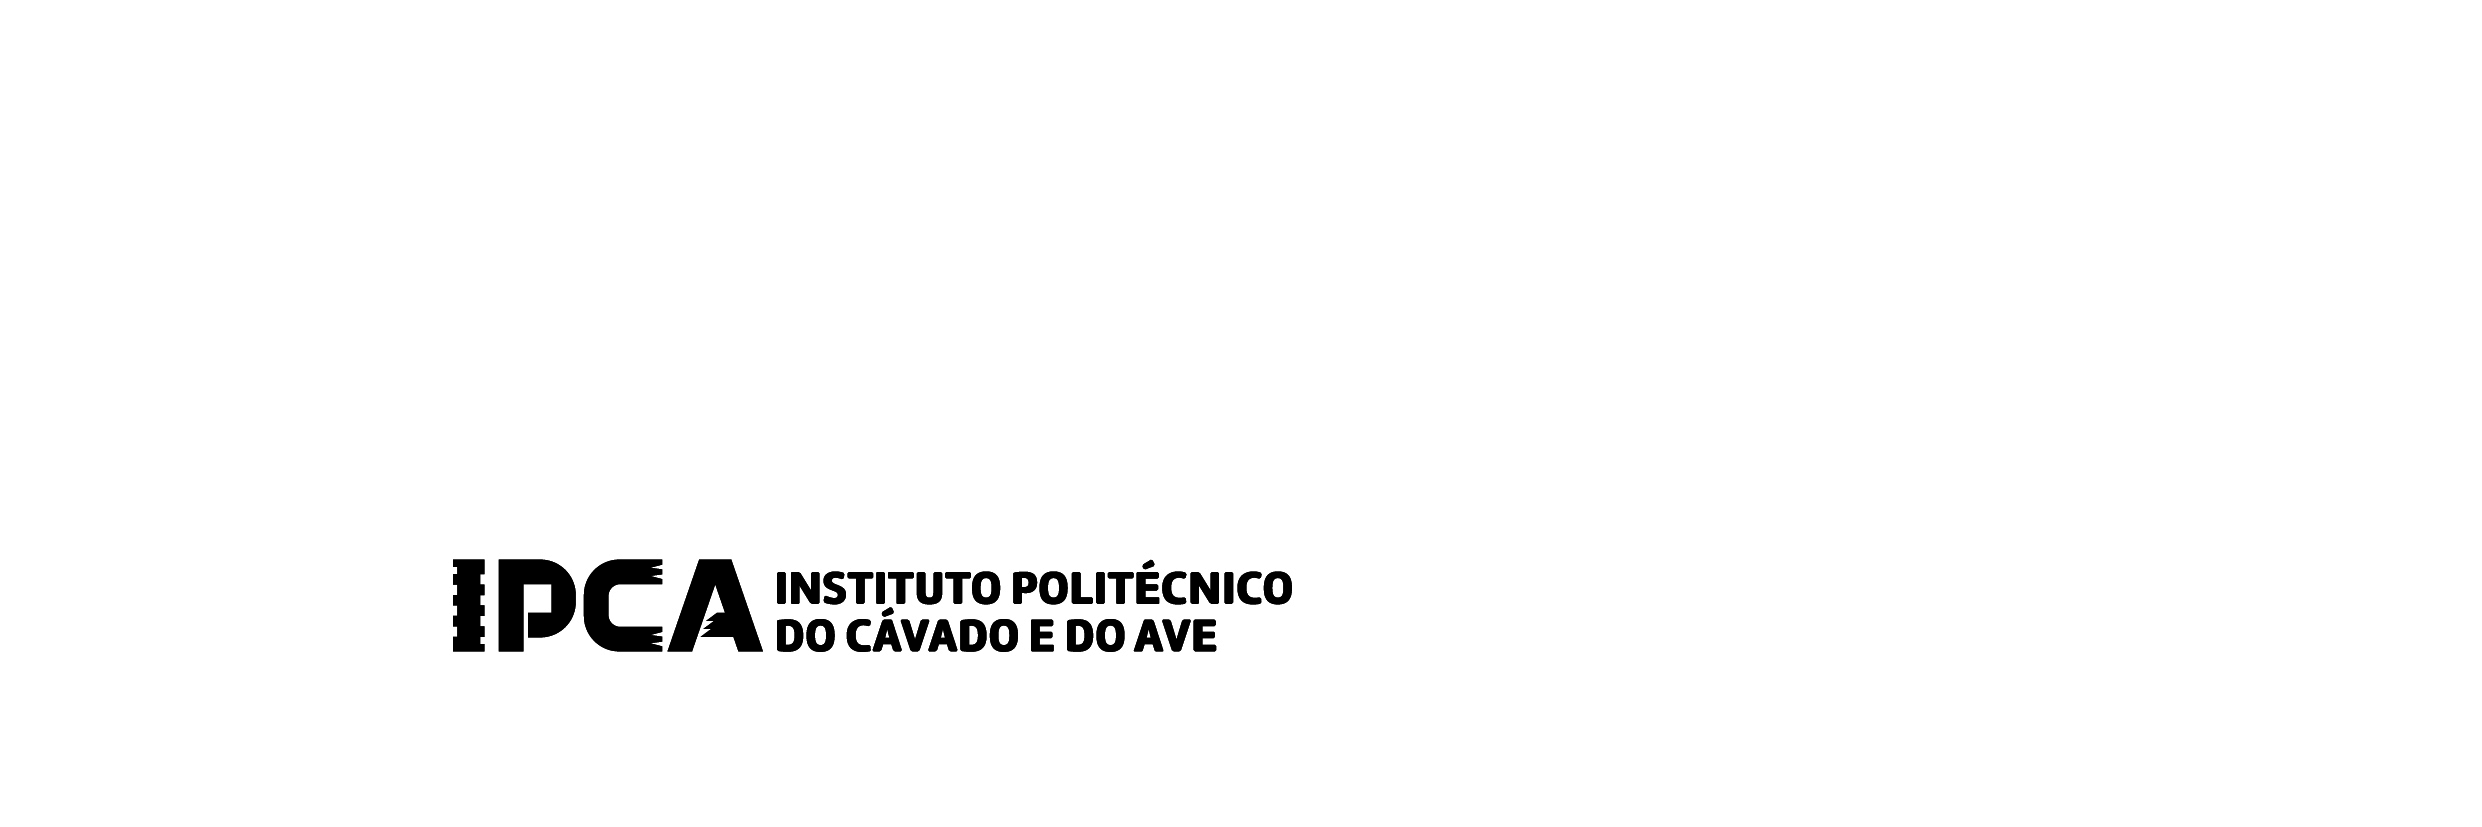 IPCA
INSTITUTO POLITÉCNICO
DO CÁVADO E DO AVE